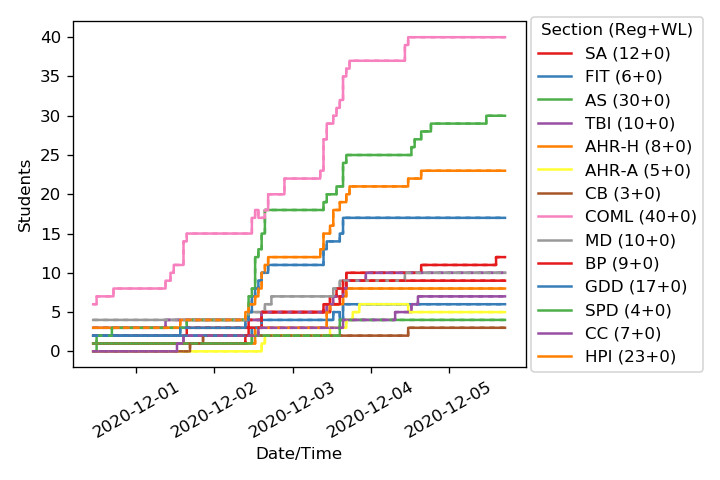 Section (Reg+WL)
SA (12+0)
FIT (6+0)
AS (30+0)
TBI (10+0)
AHR-H (8+0)
AHR-A (5+0)
CB (3+0)
COML (40+0)
MD (10+0)
BP (9+0)
GDD (17+0)
SPD (4+0)
CC (7+0)
HPI (23+0)
Students
40
35
30
25
20
15
10
5
0
2020-12-01
2020-12-02
2020-12-03
2020-12-04
2020-12-05
Date/Time